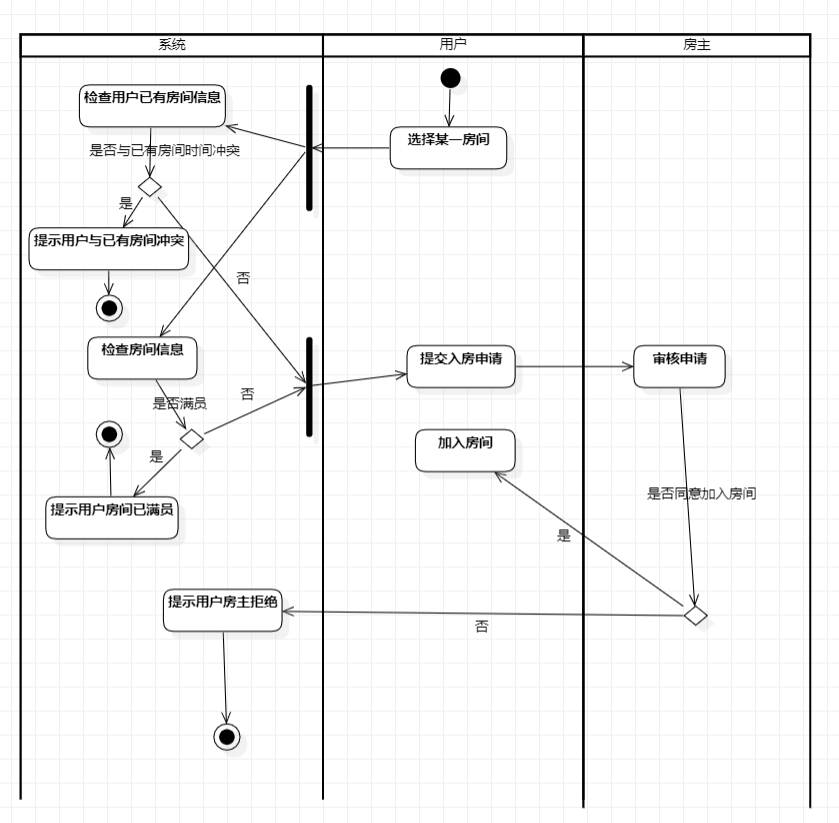 系统
用户
房主
检查用户已有房间信息
选择某一房间
是否与已有房间时间冲突
是
提示用户与已有房间冲突
否
检查房间信息
提交入房申请
审核申请
是否满员
否
加入房间
是
提示用户房间已满员
是否同意加入房间
是
提示用户房主拒绝
否